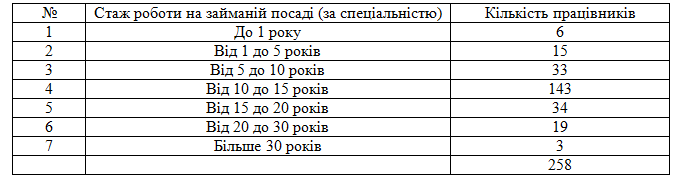 № Стаж роботи на займаній посаді (за спеціальністю) Кількість працівників
1 До 1 року 6
2 Від 1 до 5 років 15
3 Від 5 до 10 років 33
4 Від 10 до 15 років 143
5 Від 15 до 20 років 34
6 Від 20 до 30 років 19
7 Більше 30 років 3
258